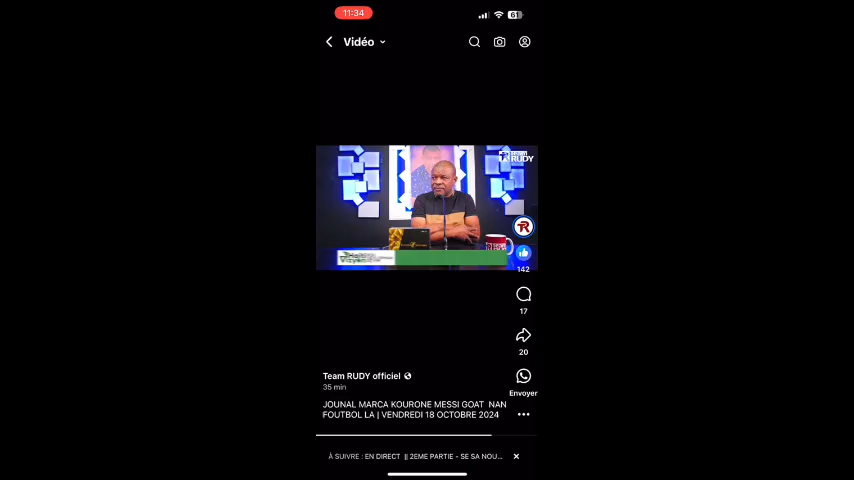 11:34
61
Vidéo
TEAM
RUDY
142
17
20
Team RUDY officiel
35 min
Envoyer
JOUNAL MARCA KOURONE MESSI GOAT NAN
FOUTBOL LA | VENDREDI 18 OCTOBRE 2024
À SUIVRE : EN DIRECT || 2EME PARTIE - SE SA NOU...